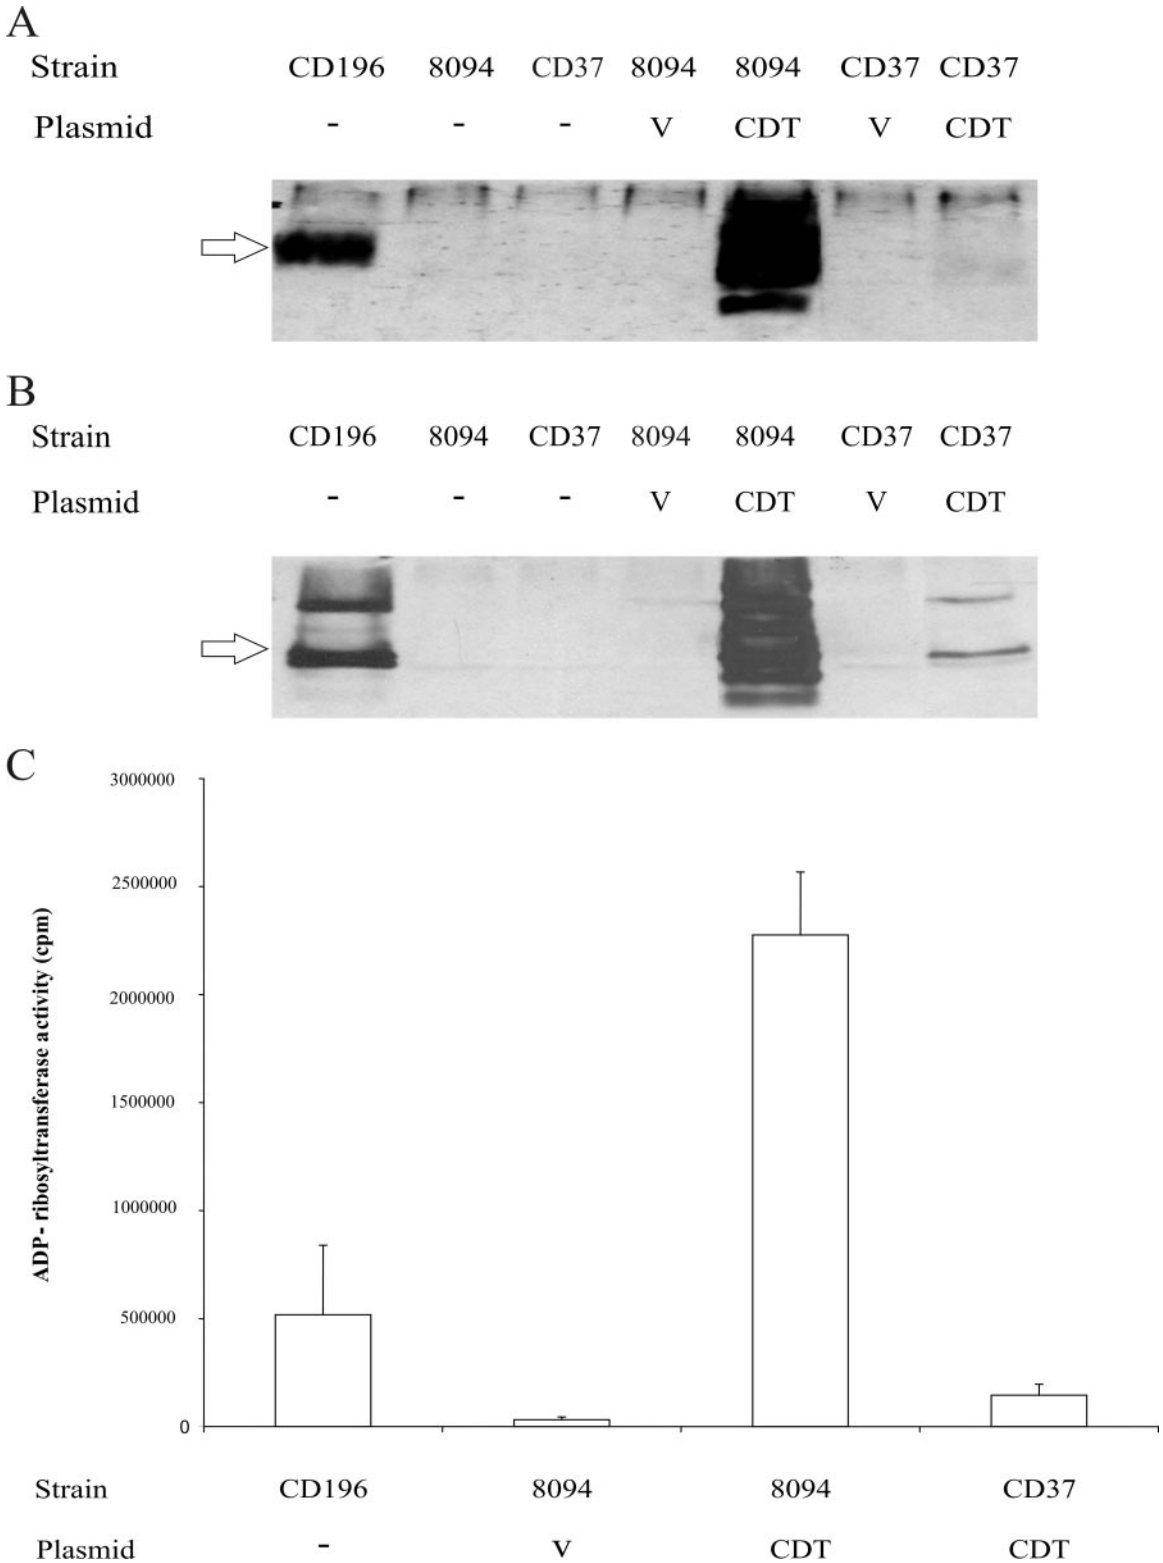 A
Strain CD196 8094 CD37 8094 8094 CD37 CD37
Plasmid - - - V CDT V CDT
B
Strain CD196 8094 CD37 8094 8094 CD37 CD37
Plasmid - - - V CDT V CDT
C
3000000
2500000
2000000
1500000
1000000
500000
0
ADP- ribosyltransferase activity (cpm)
Strain CD196 8094 8094 CD37
Plasmid - V CDT CDT